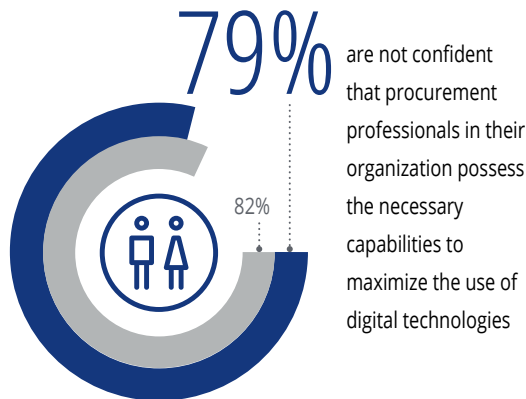 79%
are not confident
that procurement
professionals in their
organization possess
the necessary
capabilities to
maximize the use of
digital technologies
82%